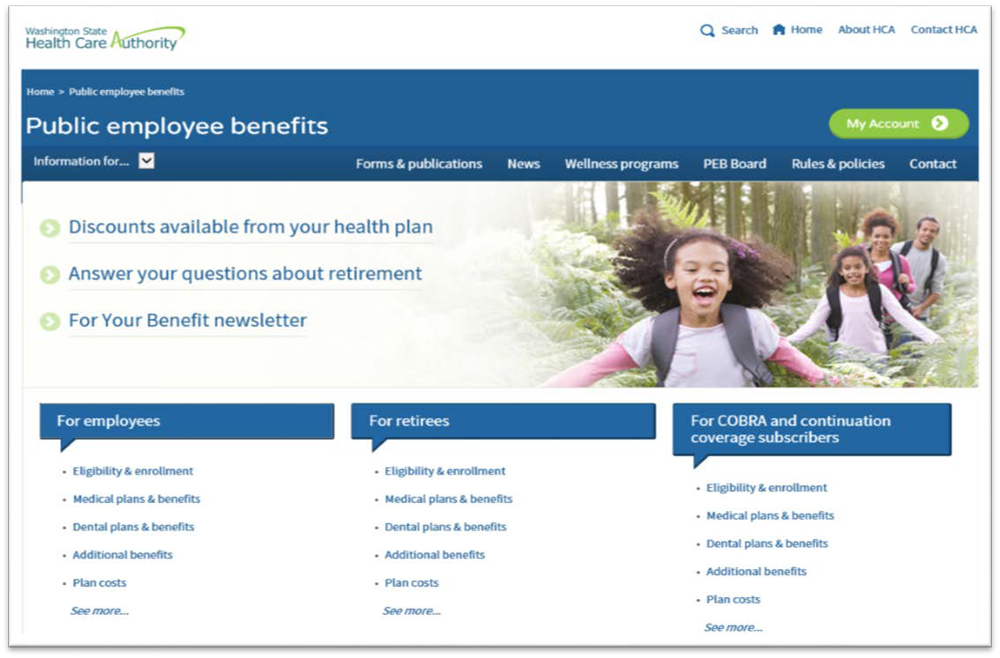 Washington State
Health Care Authority
Search Home About HCA Contact HCA
Home > Public employee benefits
Public employee benefits
My Account
Information for...
Forms & publications News Wellness programs PEB Board Rules & policies Contact
Discounts available from your health plan
Answer your questions about retirement
For Your Benefit newsletter
For employees
• Eligibility & enrollment
• Medical plans & benefits
• Dental plans & benefits
• Additional benefits
• Plan costs
See more...
For retirees
• Eligibility & enrollment
• Medical plans & benefits
• Dental plans & benefits
• Additional benefits
• Plan costs
See more...
For COBRA and continuation
coverage subscribers
• Eligibility & enrollment
• Medical plans & benefits
• Dental plans & benefits
• Additional benefits
• Plan costs
See more...